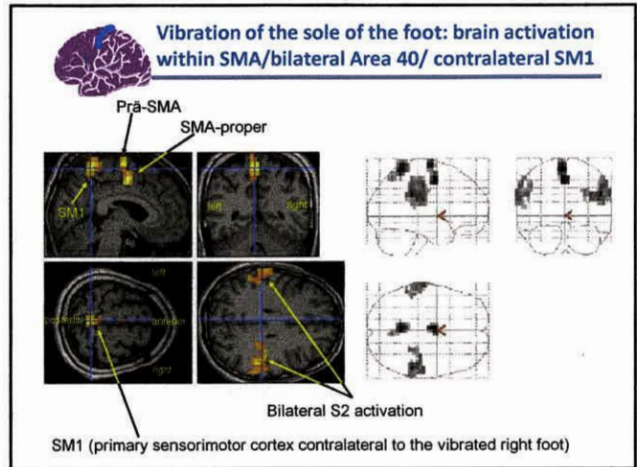 Vibration of the sole of the foot: brain activation
within SMA/bilateral Area 40/ contralateral SM1
Prä-SMA
SMA-proper
SM1
left
right
left
posterior
anterior
right
Bilateral S2 activation
SM1 (primary sensorimotor cortex contralateral to the vibrated right foot)